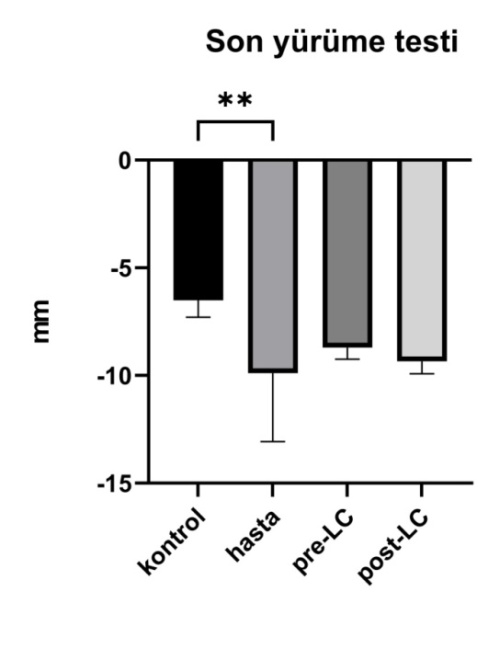 Son yürüme testi
**
0
-5
-10
-15
mm
kontrol
hasta
pre-LC
post-LC